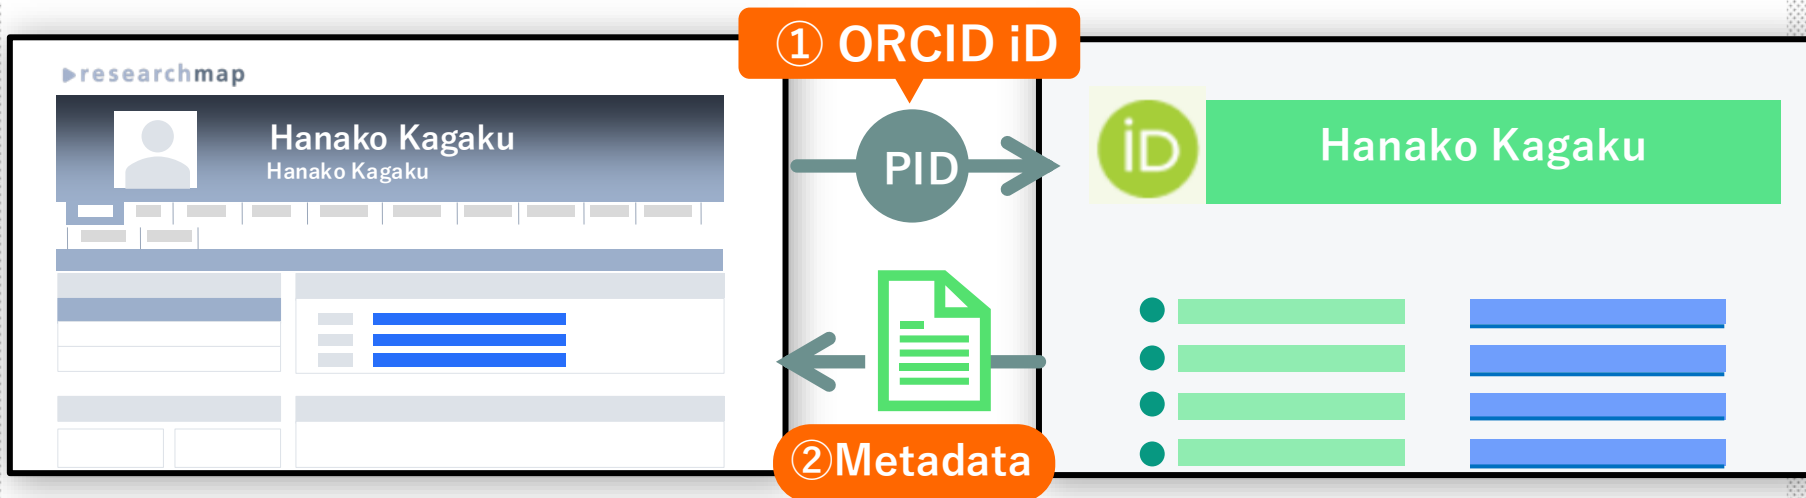 researchmap
Hanako Kagaku
Hanako Kagaku
① ORCID iD
PID
②Metadata
iD
Hanako Kagaku